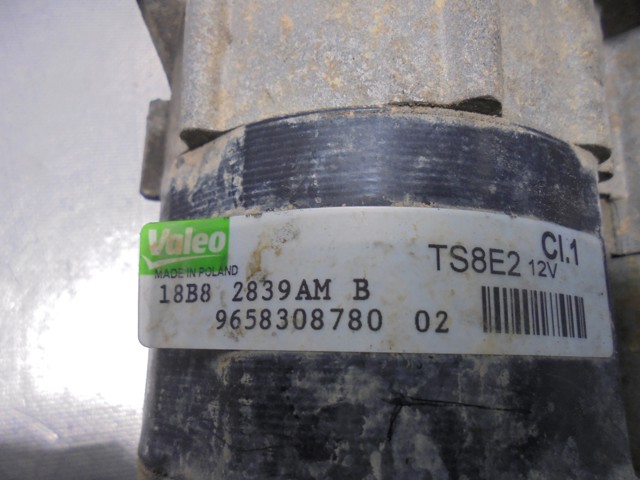 Valeo
MADE IN POLAND
TS8E2 12V Cl.1
18B8 2839AM B
9658308780 02